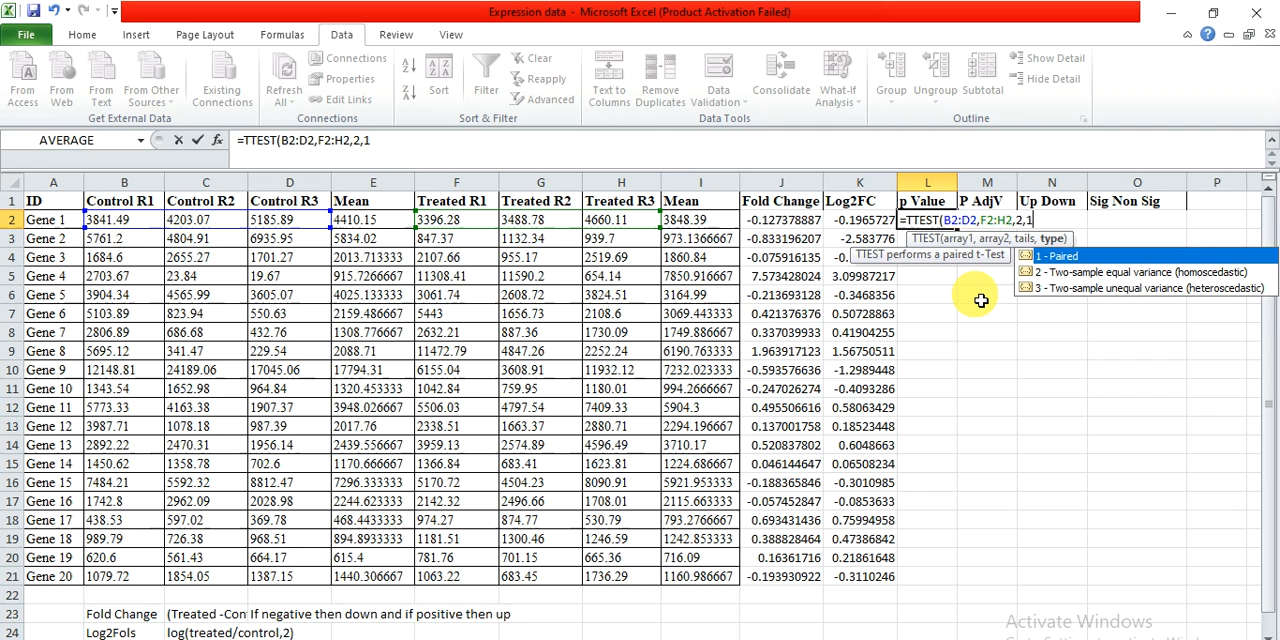 Expression data - Microsoft Excel (Product Activation Failed)
File Home Insert Page Layout Formulas Data Review View
From Access
From Web
From Text
From Other Sources
Existing Connections
Get External Data
Refresh All
Connections
Properties
Edit Links
Connections
Sort
Filter
Clear
Reapply
Advanced
Sort & Filter
Text to Columns
Remove Duplicates
Data Validation
Consolidate
What-If Analysis
Data Tools
Group
Ungroup
Subtotal
Show Detail
Hide Detail
Outline
AVERAGE fx =TTEST(B2:D2,F2:H2,2,1
A B C D E F G H I J K L M N O P
1 ID Control R1 Control R2 Control R3 Mean Treated R1 Treated R2 Treated R3 Mean Fold Change Log2FC p Value P AdjV Up Down Sig Non Sig
2 Gene 1 3841.49 4203.07 5185.89 4410.15 3396.28 3488.78 4660.11 3848.39 -0.127378887 -0.1965727 =TTEST(B2:D2,F2:H2,2,1
3 Gene 2 5761.2 4804.91 6935.95 5834.02 847.37 1132.34 939.7 973.1366667 -0.833196207 -2.583776
TTEST(array1, array2, tails, type)
4 Gene 3 1684.6 2655.27 1701.27 2013.713333 2107.66 955.17 2519.69 1860.84 -0.075916135 -0.
TTEST performs a paired t-Test
1 - Paired
2 - Two-sample equal variance (homoscedastic)
3 - Two-sample unequal variance (heteroscedastic)
5 Gene 4 2703.67 23.84 19.67 915.7266667 11308.41 11590.2 654.14 7850.916667 7.573428024 3.09987217
6 Gene 5 3904.34 4565.99 3605.07 4025.133333 3061.74 2608.72 3824.51 3164.99 -0.213693128 -0.3468356
7 Gene 6 5103.89 823.94 550.63 2159.486667 5443 1656.73 2108.6 3069.443333 0.421376376 0.50728863
8 Gene 7 2806.89 686.68 432.76 1308.776667 2632.21 887.36 1730.09 1749.886667 0.337039933 0.41904255
9 Gene 8 5695.12 341.47 229.54 2088.71 11472.79 4847.26 2252.24 6190.763333 1.963917123 1.56750511
10 Gene 9 12148.81 24189.06 17045.06 17794.31 6155.04 3608.91 11932.12 7232.023333 -0.593576636 -1.2989448
11 Gene 10 1343.54 1652.98 964.84 1320.453333 1042.84 759.95 1180.01 994.2666667 -0.247026274 -0.4093286
12 Gene 11 5773.33 4163.38 1907.37 3948.026667 5506.03 4797.54 7409.33 5904.3 0.495506616 0.58063429
13 Gene 12 3987.71 1078.18 987.39 2017.76 2338.51 1663.37 2880.71 2294.196667 0.137001758 0.18523448
14 Gene 13 2892.22 2470.31 1956.14 2439.556667 3959.13 2574.89 4596.49 3710.17 0.520837802 0.6048663
15 Gene 14 1450.62 1358.78 702.6 1170.666667 1366.84 683.41 1623.81 1224.686667 0.046144647 0.06508234
16 Gene 15 7484.21 5592.32 8812.47 7296.333333 5170.72 4504.23 8090.91 5921.953333 -0.188365846 -0.3010985
17 Gene 16 1742.8 2962.09 2028.98 2244.623333 2142.32 2496.66 1708.01 2115.663333 -0.057452847 -0.0853633
18 Gene 17 438.53 597.02 369.78 468.4433333 974.27 874.77 530.79 793.2766667 0.693431436 0.75994958
19 Gene 18 989.79 726.38 968.51 894.8933333 1181.51 1300.46 1246.59 1242.853333 0.388828464 0.47386842
20 Gene 19 620.6 561.43 664.17 615.4 781.76 701.15 665.36 716.09 0.16361716 0.21861648
21 Gene 20 1079.72 1854.05 1387.15 1440.306667 1063.22 683.45 1736.29 1160.986667 -0.193930922 -0.3110246
22
23 Fold Change (Treated -Con If negative then down and if positive then up
24 Log2Fols log(treated/control,2)
Activate Windows